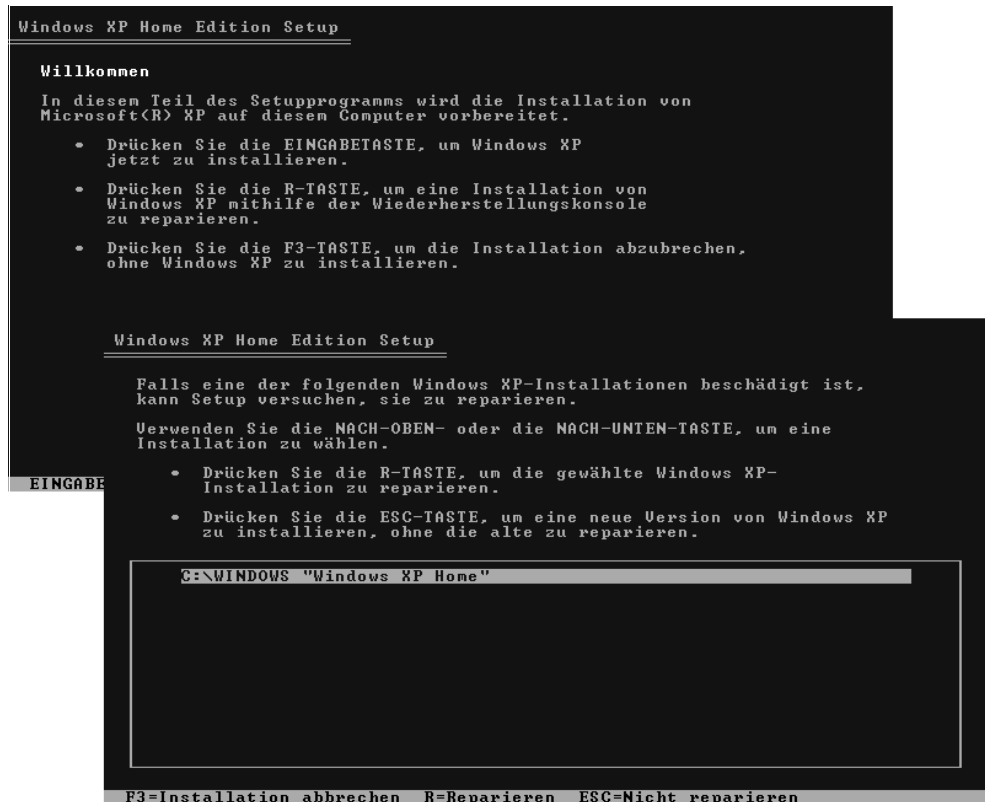 Windows XP Home Edition Setup
Willkommen
In diesem Teil des Setupprogramms wird die Installation von
Microsoft(R) XP auf diesem Computer vorbereitet.
• Drücken Sie die EINGABETASTE, um Windows XP
jetzt zu installieren.
• Drücken Sie die R-TASTE, um eine Installation von
Windows XP mithilfe der Wiederherstellungskonsole
zu reparieren.
• Drücken Sie die F3-TASTE, um die Installation abzubrechen,
ohne Windows XP zu installieren.
EINGABE
Windows XP Home Edition Setup
Falls eine der folgenden Windows XP-Installationen beschädigt ist,
kann Setup versuchen, sie zu reparieren.
Verwenden Sie die NACH-OBEN- oder die NACH-UNTEN-TASTE, um eine
Installation zu wählen.
• Drücken Sie die R-TASTE, um die gewählte Windows XP-
Installation zu reparieren.
• Drücken Sie die ESC-TASTE, um eine neue Version von Windows XP
zu installieren, ohne die alte zu reparieren.
C:\WINDOWS "Windows XP Home"
F3=Installation abbrechen R=Reparieren ESC=Nicht reparieren